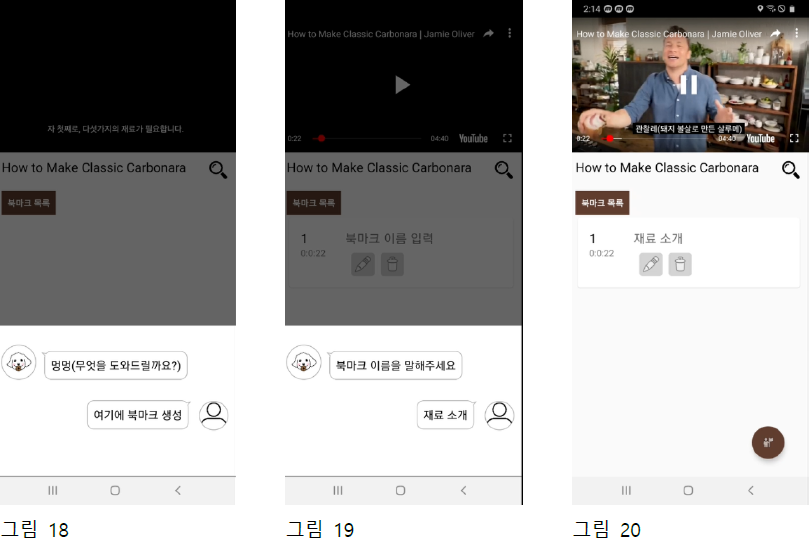 자 첫째로, 다섯가지의 재료가 필요합니다.
How to Make Classic Carbonara
북마크 목록
멍멍(무엇을 도와드릴까요?)
여기에 북마크 생성
그림 18
How to Make Classic Carbonara | Jamie Oliver
0:22
04:40
YouTube
How to Make Classic Carbonara
북마크 목록
1
북마크 이름 입력
0:0:22
북마크 이름을 말해주세요
재료 소개
그림 19
2:14
How to Make Classic Carbonara | Jamie Oliver
관찰레(돼지 볼살로 만든 살루메)
0:22
04:40
YouTube
How to Make Classic Carbonara
북마크 목록
1
재료 소개
0:0:22
그림 20